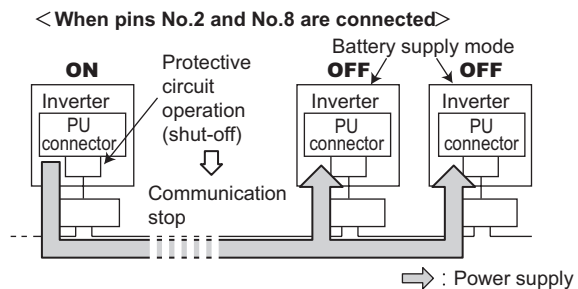 ＜When pins No.2 and No.8 are connected＞
Battery supply mode
ON
OFF
OFF
Protective
circuit
operation
(shut-off)
Inverter
PU
connector
Inverter
PU
connector
Inverter
PU
connector
Communication
stop
: Power supply